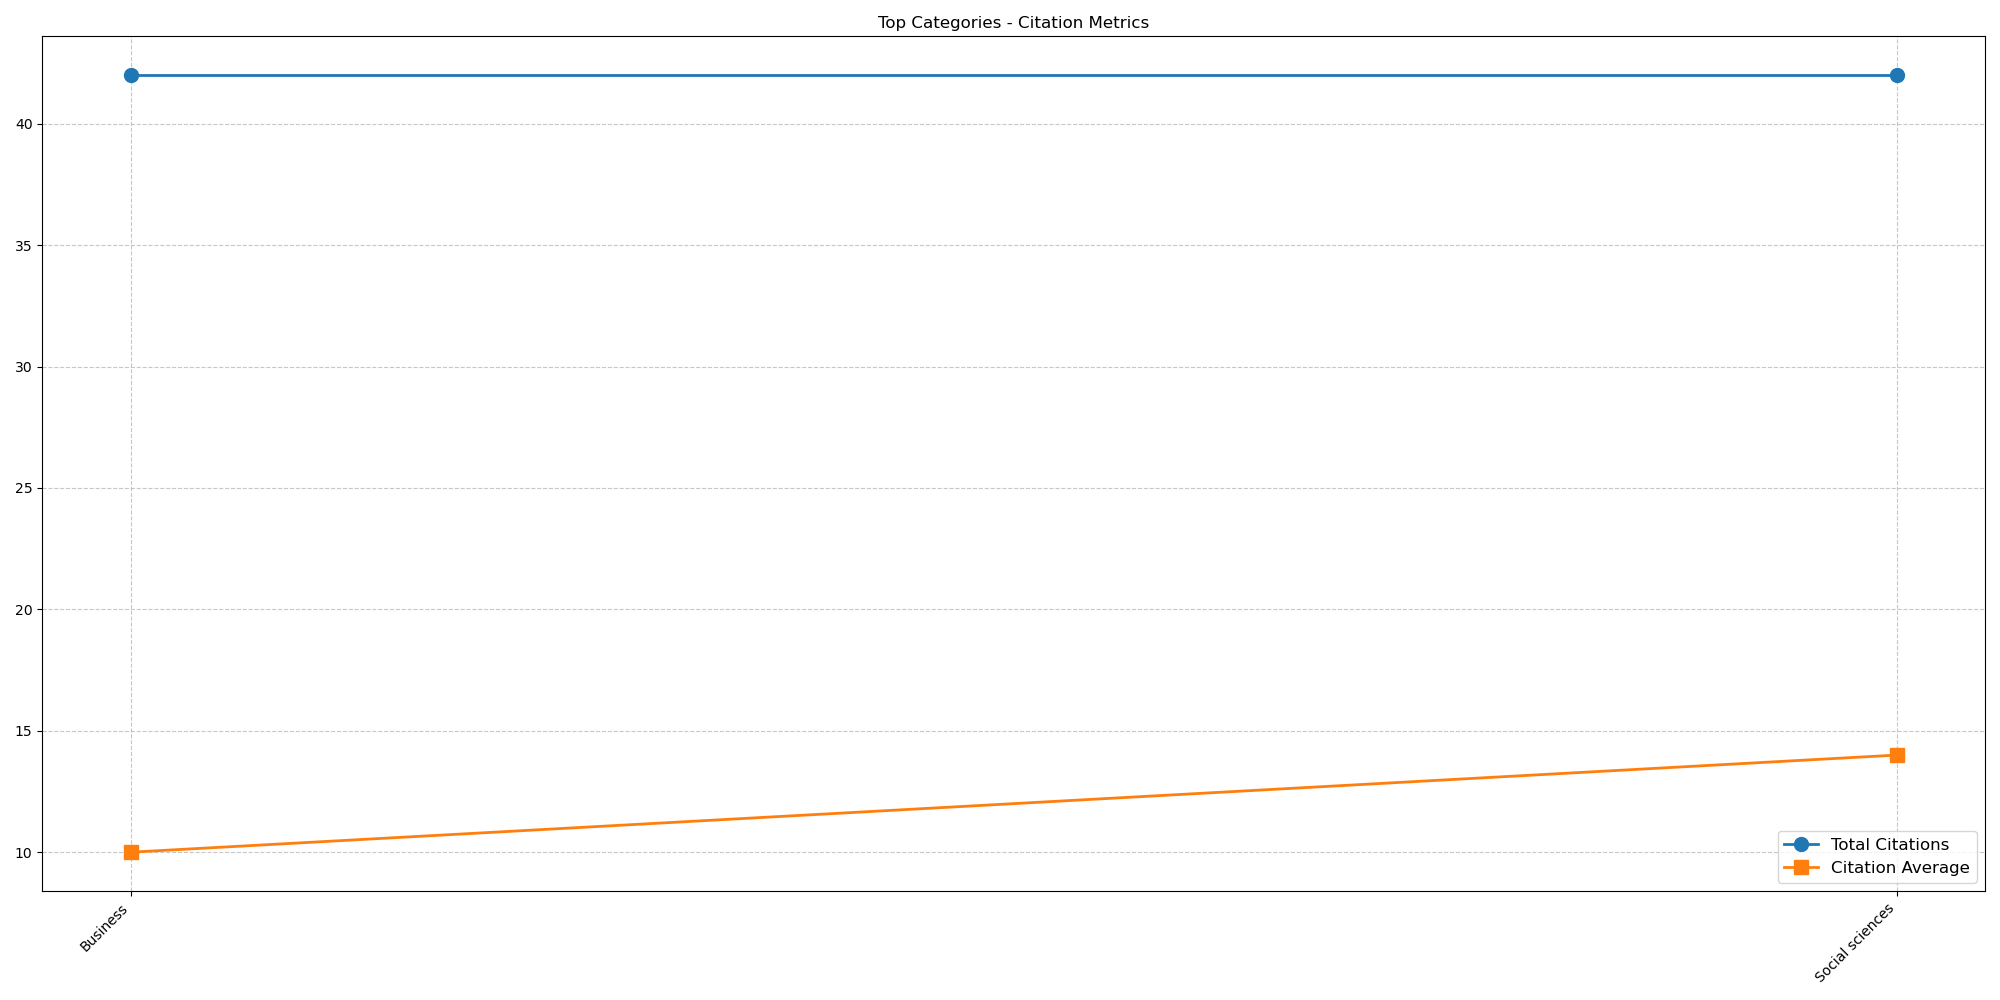 Top Categories - Citation Metrics
40
35
30
25
20
15
10
Total Citations
Citation Average
Business
Social sciences